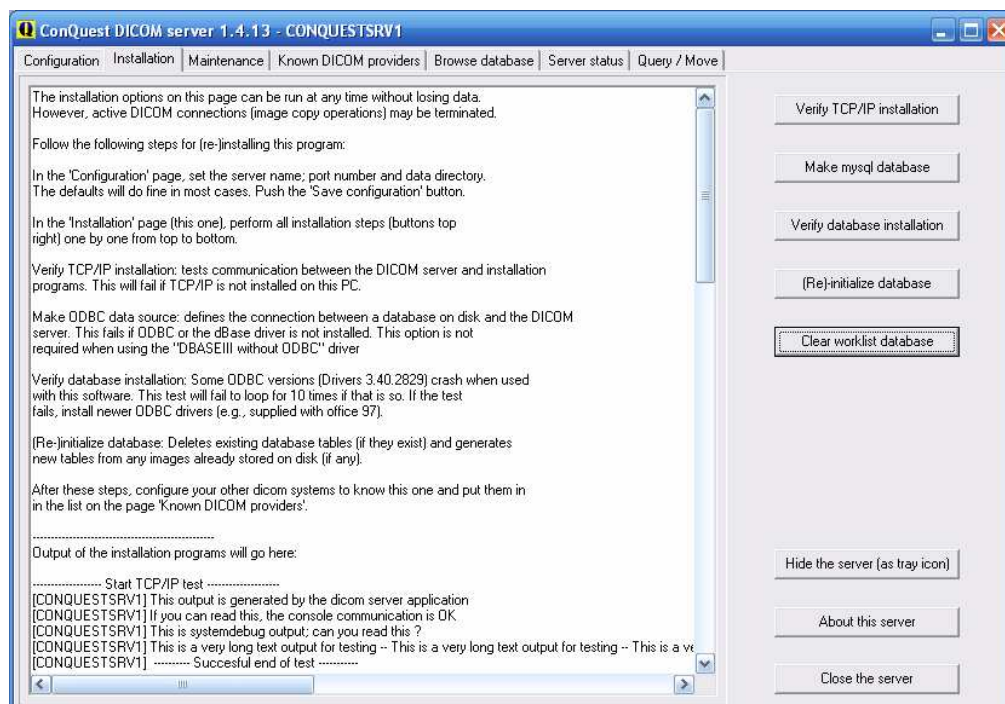 ConQuest DICOM server 1.4.13 - CONQUESTSRV1
Configuration Installation Maintenance Known DICOM providers Browse database Server status Query / Move
The installation options on this page can be run at any time without losing data.
However, active DICOM connections (image copy operations) may be terminated.
Follow the following steps for (re-)installing this program:
In the 'Configuration' page, set the server name; port number and data directory.
The defaults will do fine in most cases. Push the 'Save configuration' button.
In the 'Installation' page (this one), perform all installation steps (buttons top
right) one by one from top to bottom.
Verify TCP/IP installation: tests communication between the DICOM server and installation
programs. This will fail if TCP/IP is not installed on this PC.
Make ODBC data source: defines the connection between a database on disk and the DICOM
server. This fails if ODBC or the dBase driver is not installed. This option is not
required when using the "DBASEIII without ODBC" driver
Verify database installation: Some ODBC versions (Drivers 3.40.2829) crash when used
with this software. This test will fail to loop for 10 times if that is so. If the test
fails, install newer ODBC drivers (e.g., supplied with office 97).
(Re-)initialize database: Deletes existing database tables (if they exist) and generates
new tables from any images already stored on disk (if any).
After these steps, configure your other dicom systems to know this one and put them in
in the list on the page 'Known DICOM providers'.
--------------------------------------------------
Output of the installation programs will go here:
------------------- Start TCP/IP test --------------------
[CONQUESTSRV1] This output is generated by the dicom server application
[CONQUESTSRV1] If you can read this, the console communication is OK
[CONQUESTSRV1] This is systemdebug output; can you read this ?
[CONQUESTSRV1] This is a very long text output for testing -- This is a very long text output for testing -- This is a ve
[CONQUESTSRV1] ---------- Succesful end of test -----------
Verify TCP/IP installation
Make mysql database
Verify database installation
(Re)-initialize database
Clear worklist database
Hide the server (as tray icon)
About this server
Close the server